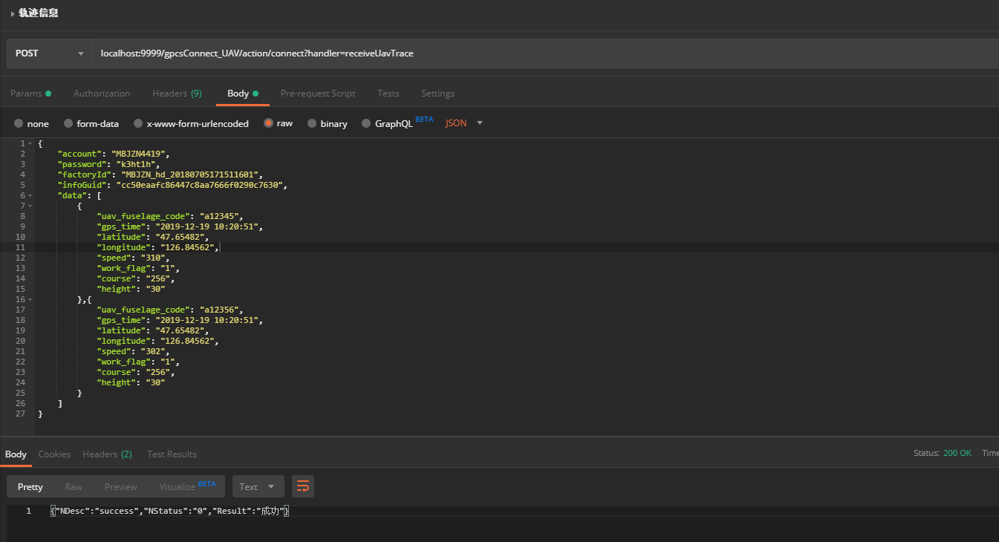 轨迹信息
POST localhost:9999/gpcsConnect_UAV/action/connect?handler=receiveUavTrace
Params Authorization Headers (9) Body Pre-request Script Tests Settings
none form-data x-www-form-urlencoded raw binary GraphQL BETA JSON
1 {
2 "account": "MBJZN4419",
3 "password": "k3ht1h",
4 "factoryId": "MBJZN_hd_20180705171511601",
5 "infoGuid": "cc50eaafc86447c8aa7666f0290c7630",
6 "data": [
7 {
8 "uav_fuselage_code": "a12345",
9 "gps_time": "2019-12-19 10:20:51",
10 "latitude": "47.65482",
11 "longitude": "126.84562",
12 "speed": "310",
13 "work_flag": "1",
14 "course": "256",
15 "height": "30"
16 },{
17 "uav_fuselage_code": "a12356",
18 "gps_time": "2019-12-19 10:20:51",
19 "latitude": "47.65482",
20 "longitude": "126.84562",
21 "speed": "302",
22 "work_flag": "1",
23 "course": "256",
24 "height": "30"
25 }
26 ]
27 }
Body Cookies Headers (2) Test Results Status: 200 OK Time
Pretty Raw Preview Visualize BETA Text
1 {"NDesc":"success","NStatus":"0","Result":"成功"}